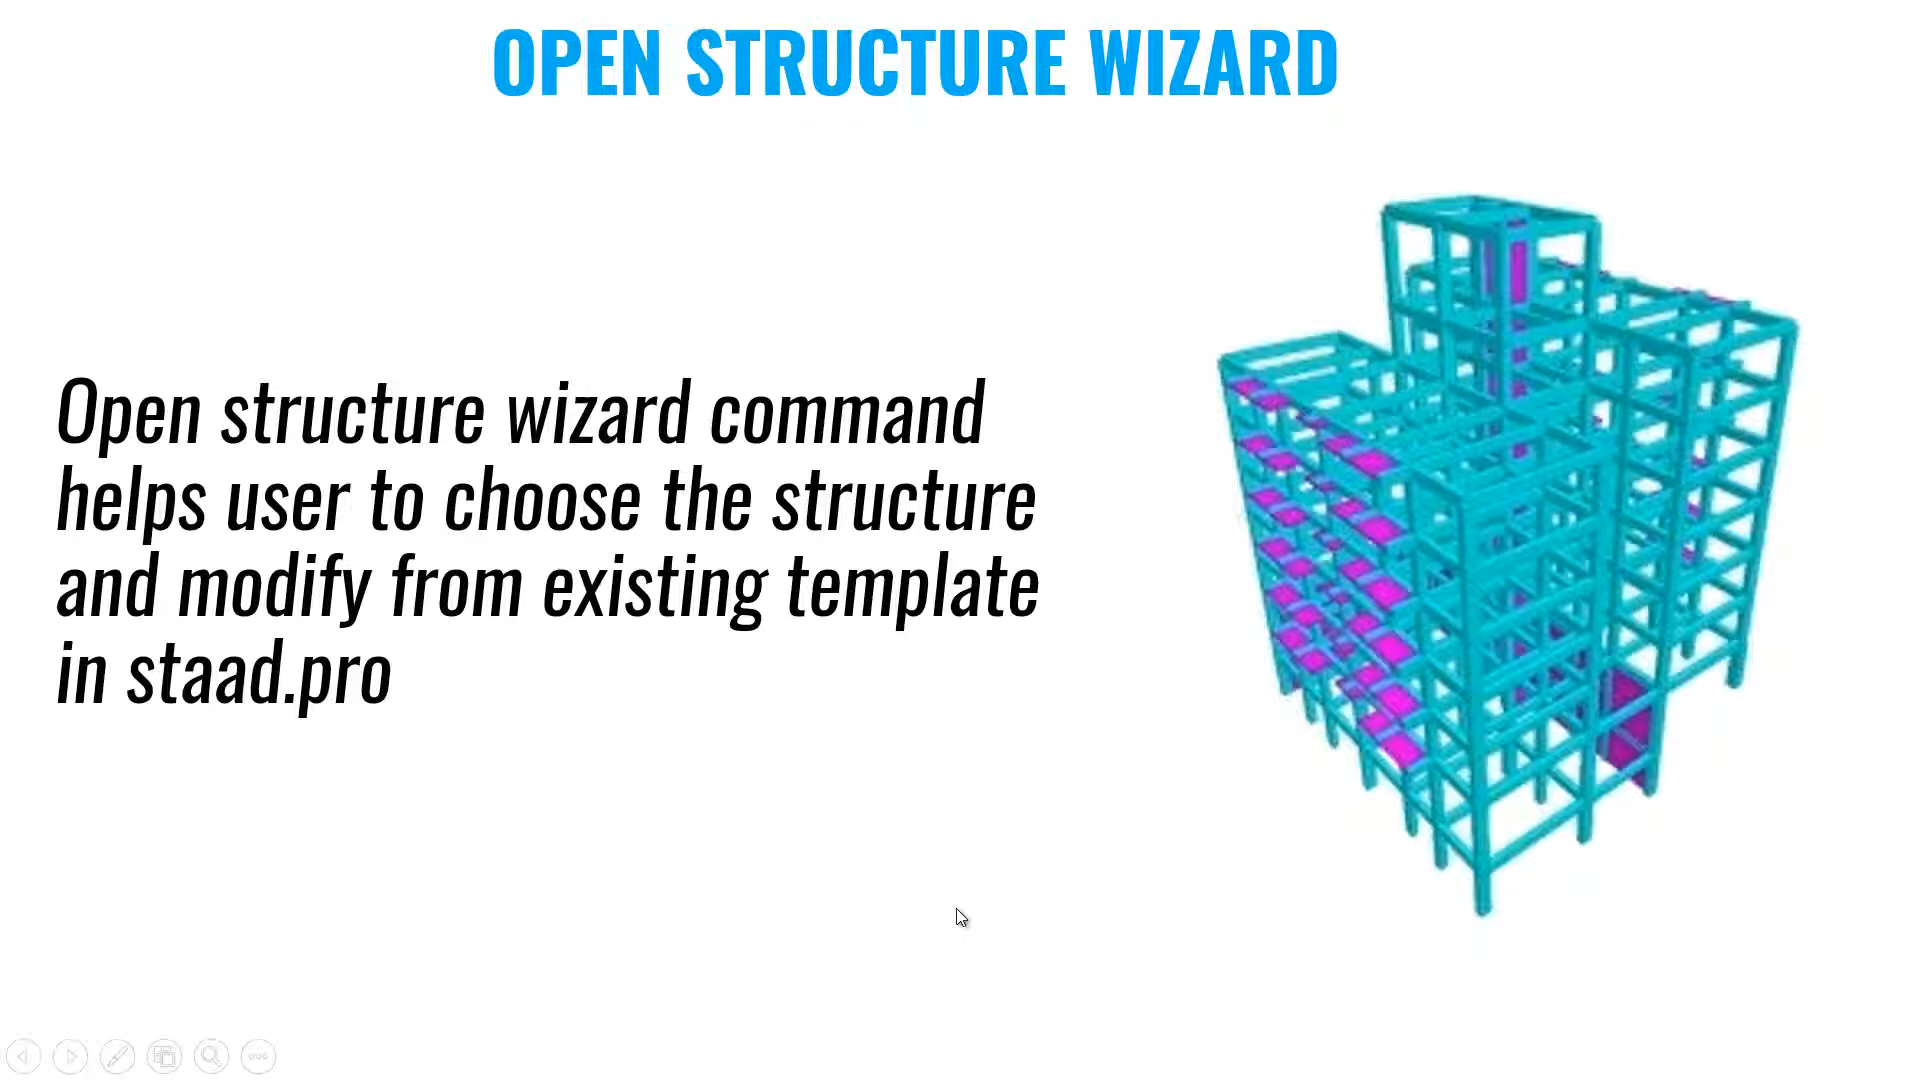 OPEN STRUCTURE WIZARD
Open structure wizard command
helps user to choose the structure
and modify from existing template
in staad.pro